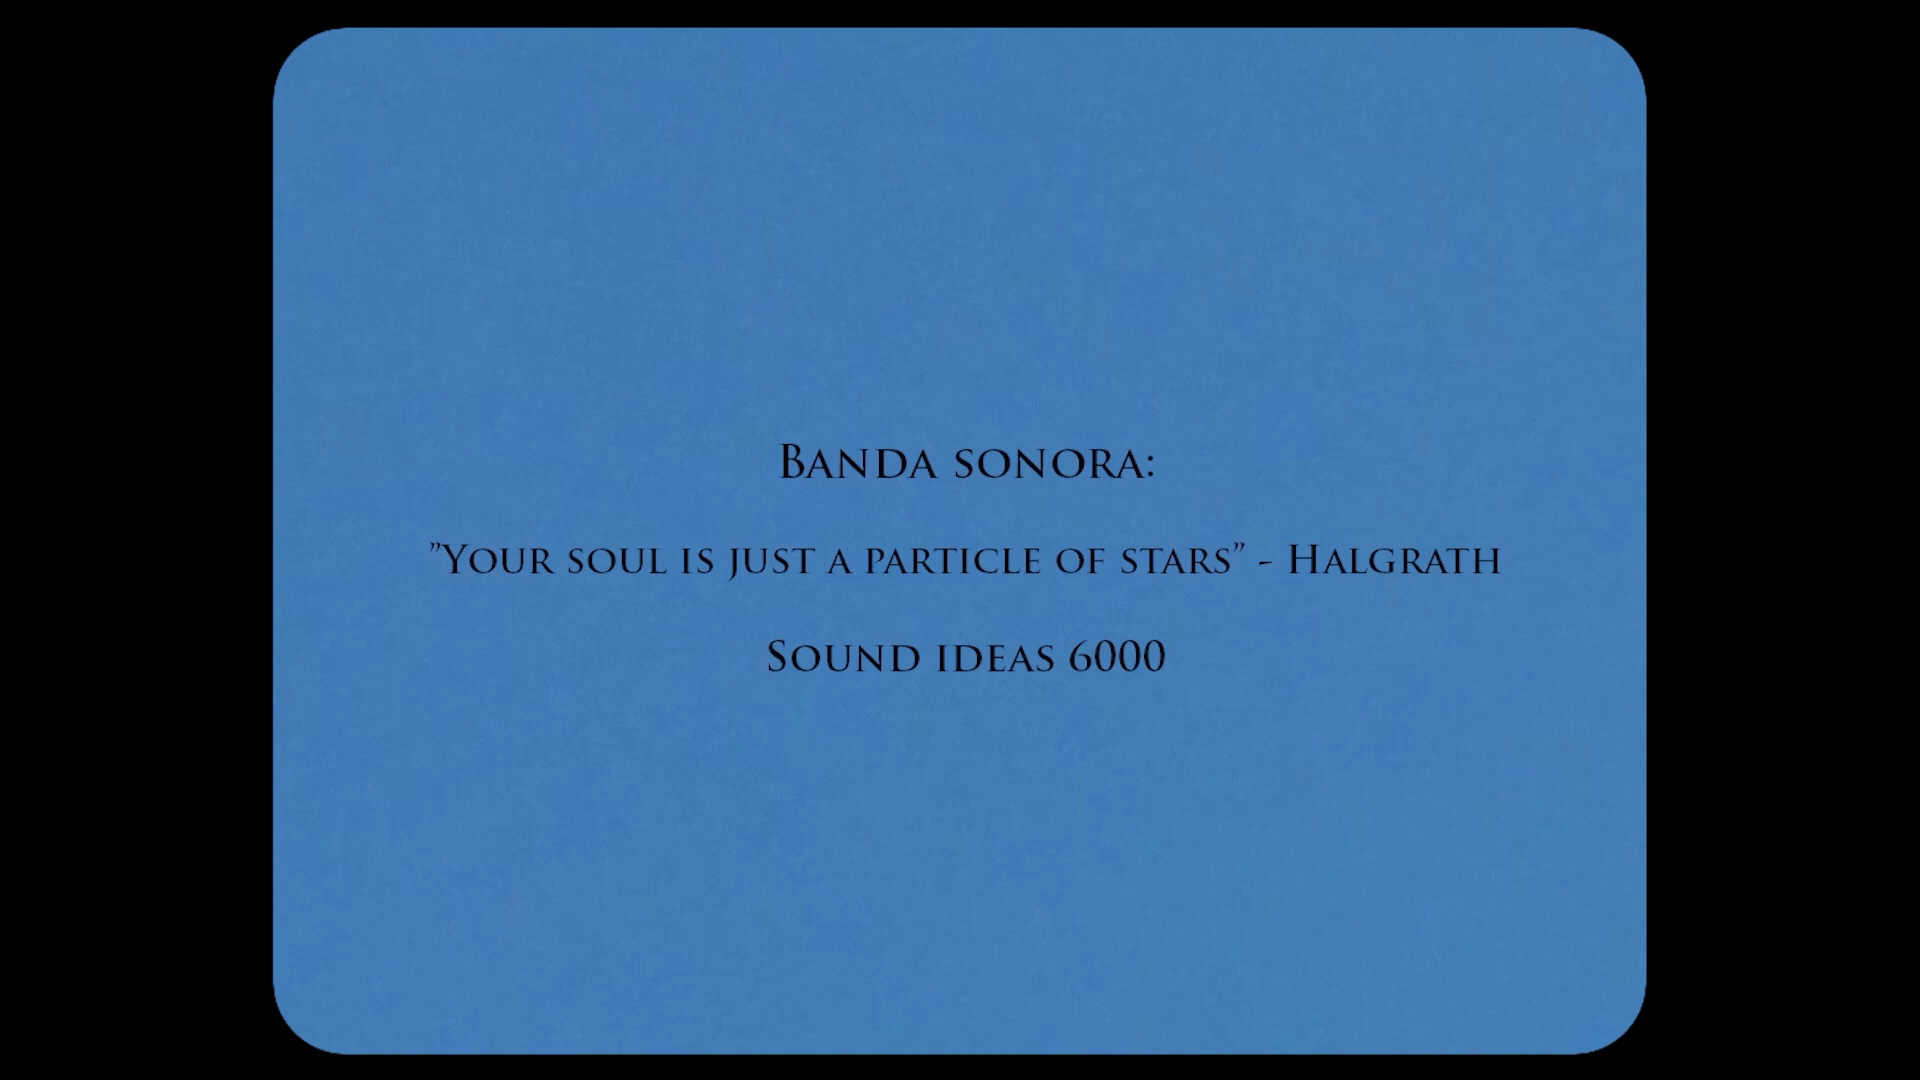 Banda sonora:
”Your soul is just a particle of stars” - Halgrath
Sound ideas 6000